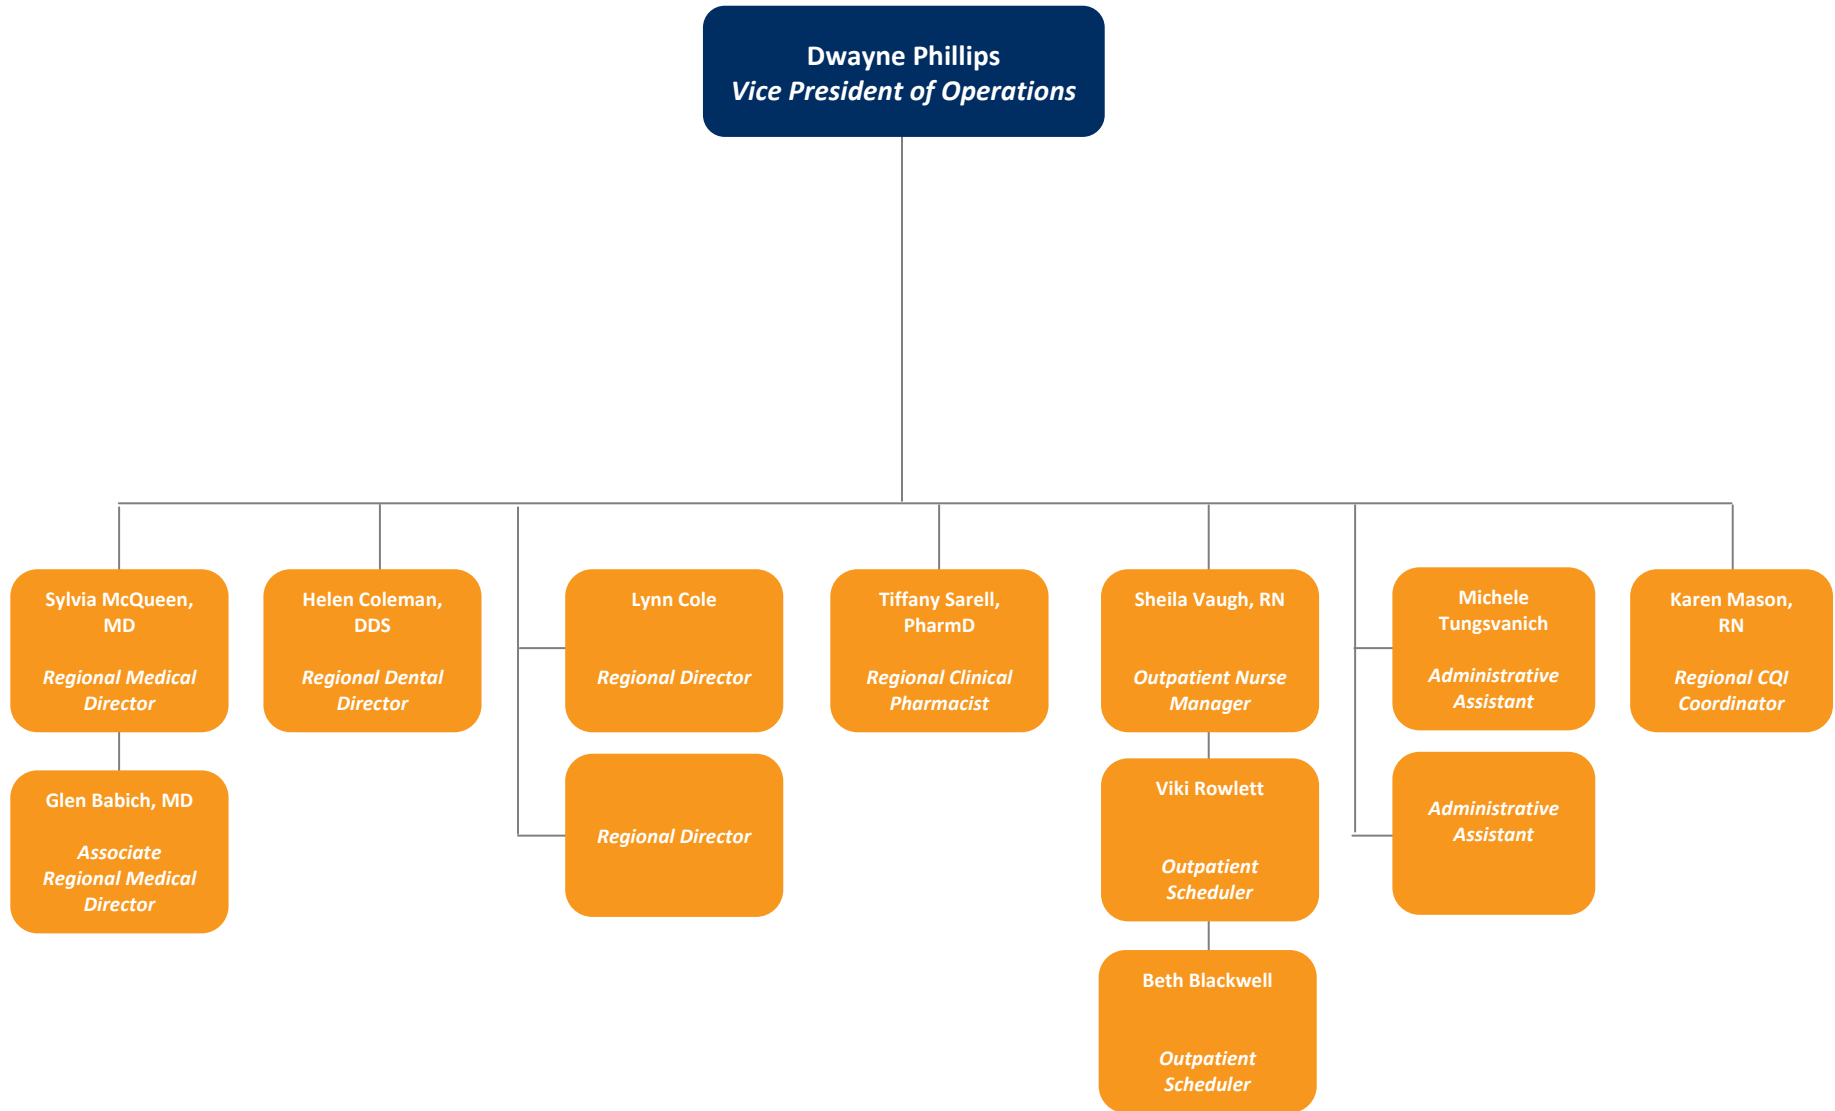 Dwayne Phillips
Vice President of Operations
Sylvia McQueen,
MD
Regional Medical
Director
Helen Coleman,
DDS
Regional Dental
Director
Lynn Cole
Regional Director
Tiffany Sarell,
PharmD
Regional Clinical
Pharmacist
Sheila Vaugh, RN
Outpatient Nurse
Manager
Michele
Tungsvanich
Administrative
Assistant
Karen Mason,
RN
Regional CQI
Coordinator
Glen Babich, MD
Associate
Regional Medical
Director
Regional Director
Viki Rowlett
Outpatient
Scheduler
Administrative
Assistant
Beth Blackwell
Outpatient
Scheduler